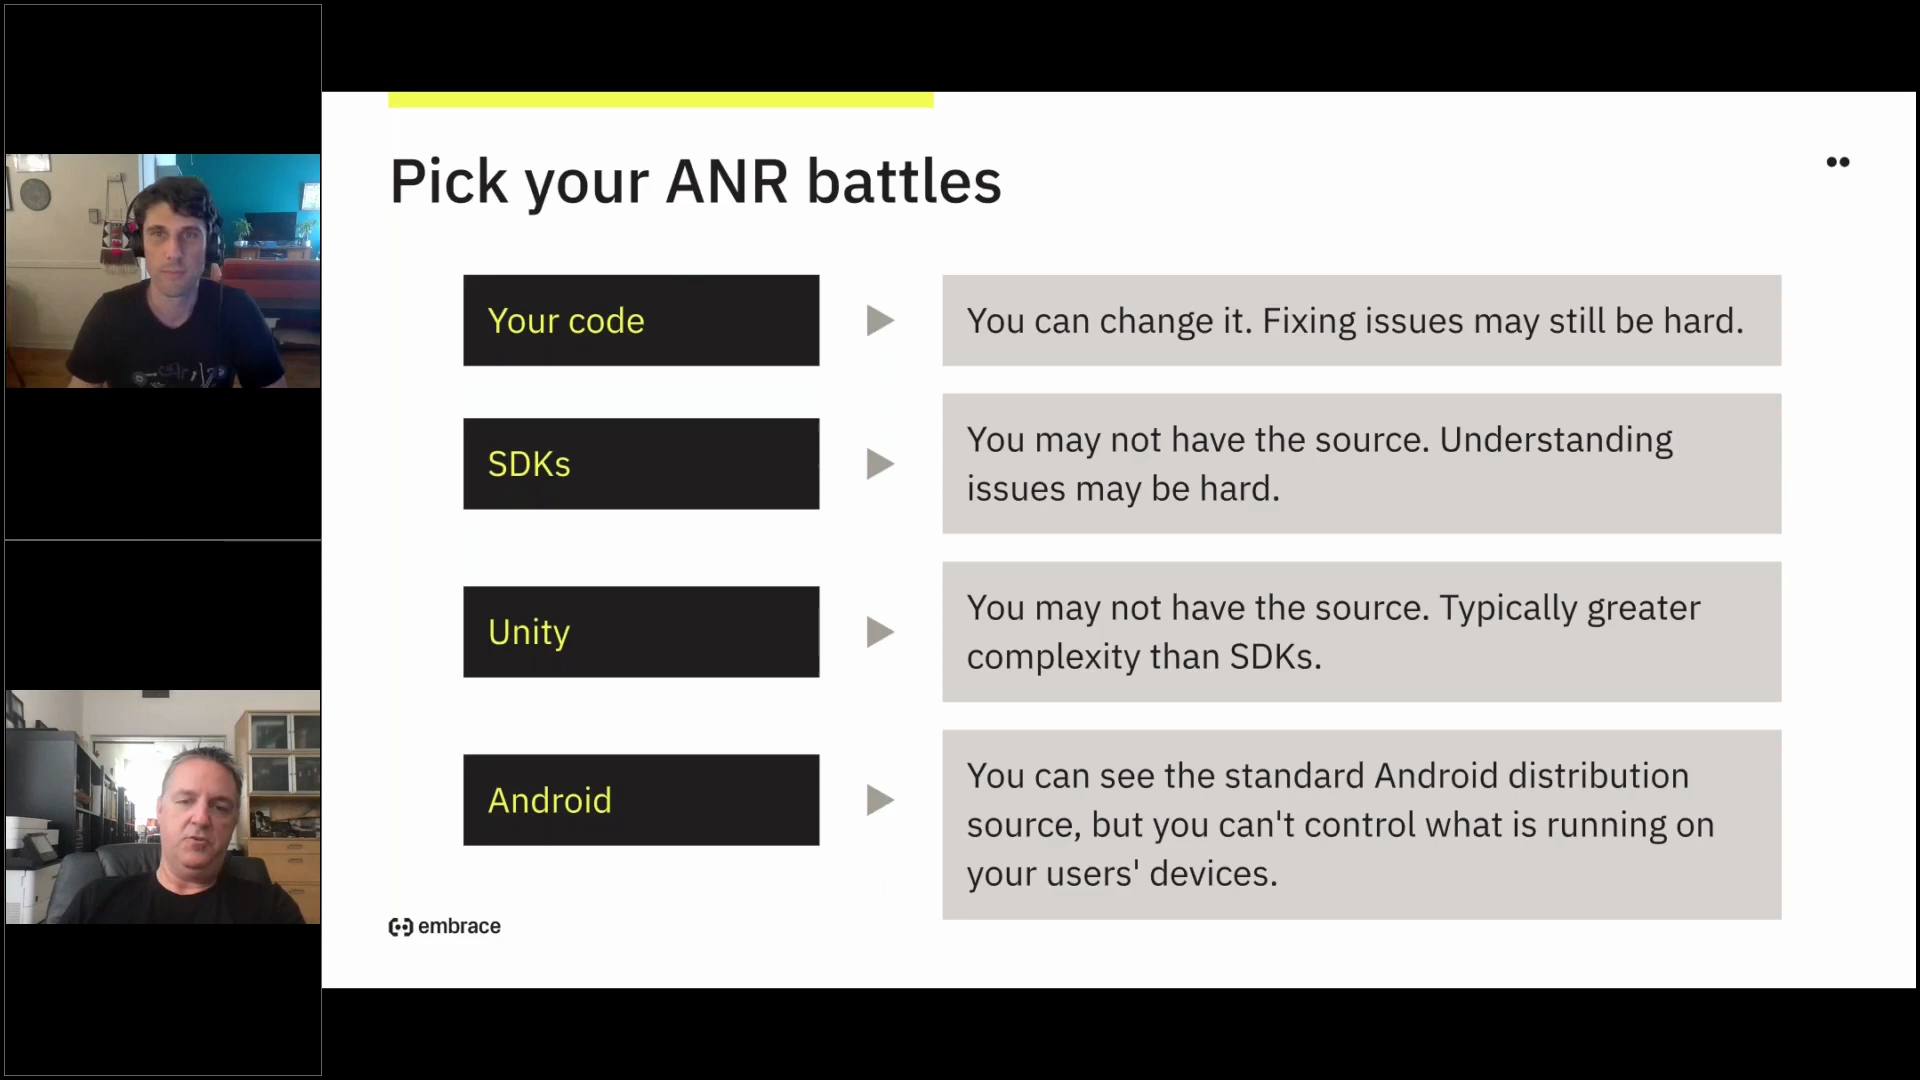 Pick your ANR battles
Your code
You can change it. Fixing issues may still be hard.
SDKs
You may not have the source. Understanding
issues may be hard.
Unity
You may not have the source. Typically greater
complexity than SDKs.
Android
You can see the standard Android distribution
source, but you can't control what is running on
your users' devices.
embrace